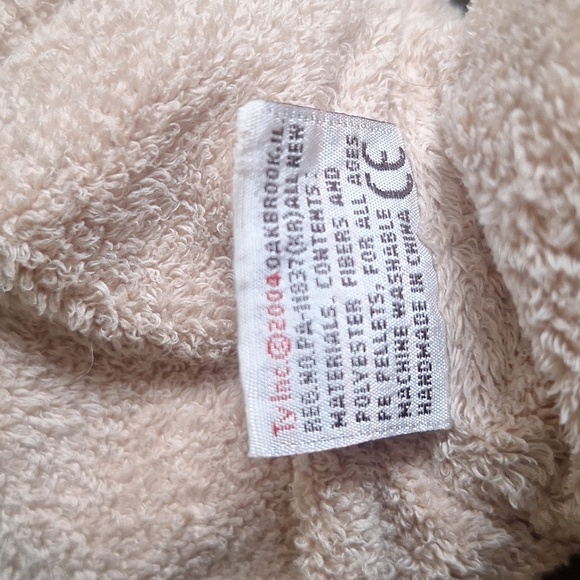 Ty Inc.©2004 OAKBROOK,IL.
REG.NO.PA-11037(KR)ALL NEW
MATERIALS. CONTENTS:
POLYESTER FIBERS AND
PE PELLETS, FOR ALL AGES
MACHINE WASHABLE
HANDMADE IN CHINA
CE